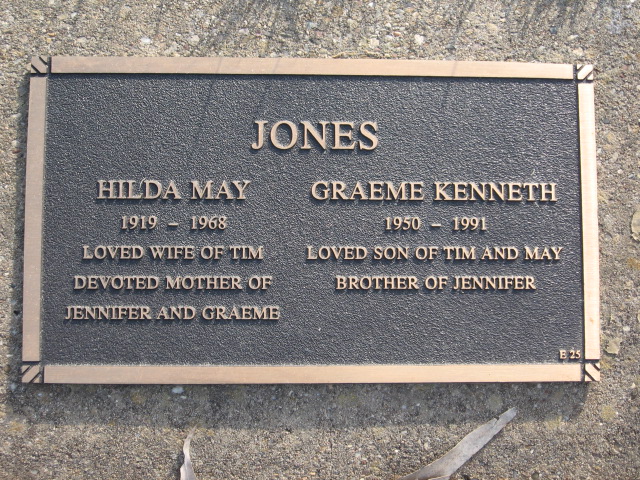 JONES
HILDA MAY
1919 – 1968
LOVED WIFE OF TIM
DEVOTED MOTHER OF
JENNIFER AND GRAEME
GRAEME KENNETH
1950 – 1991
LOVED SON OF TIM AND MAY
BROTHER OF JENNIFER
E 25